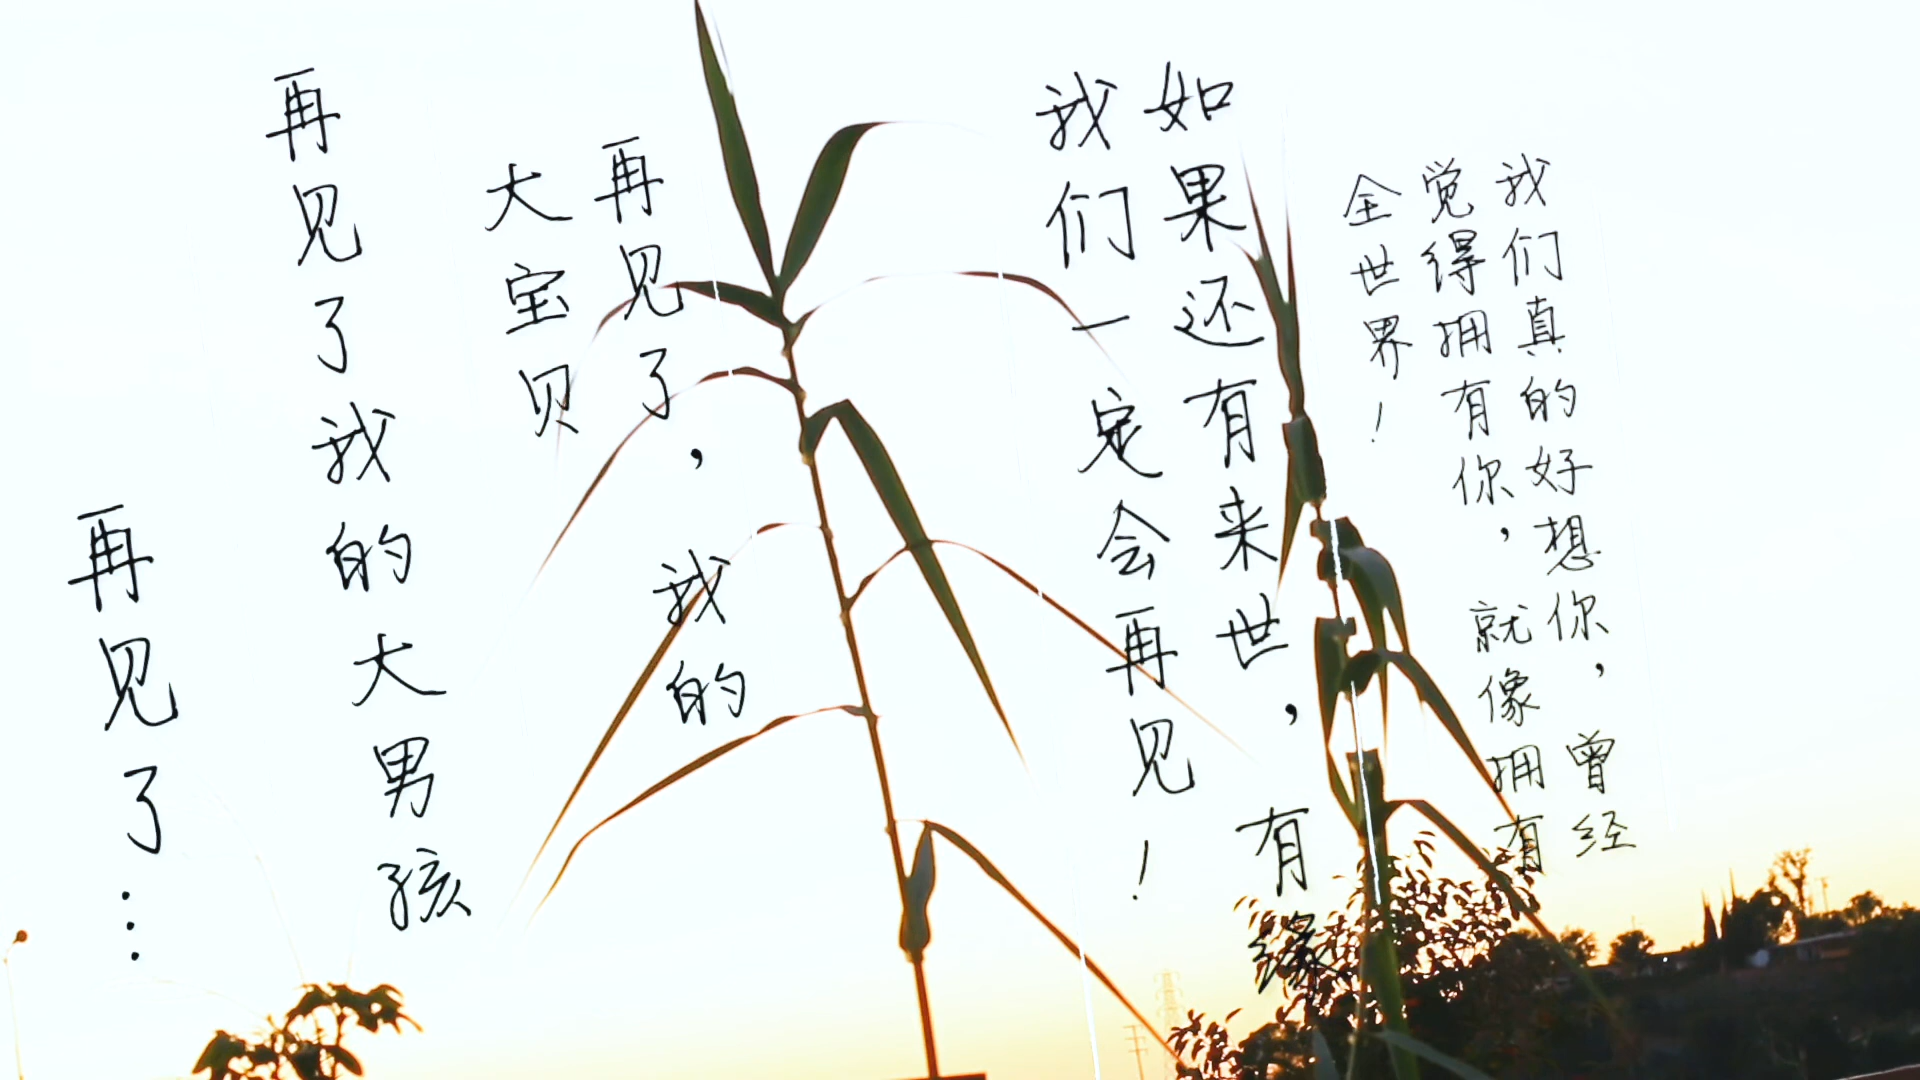 我们真的好想你，曾经
觉得拥有你，就像拥有
全世界！
如果还有来世，有缘
我们一定会再见！
再见了，我的
大宝贝
再见了我的大男孩
再见了…